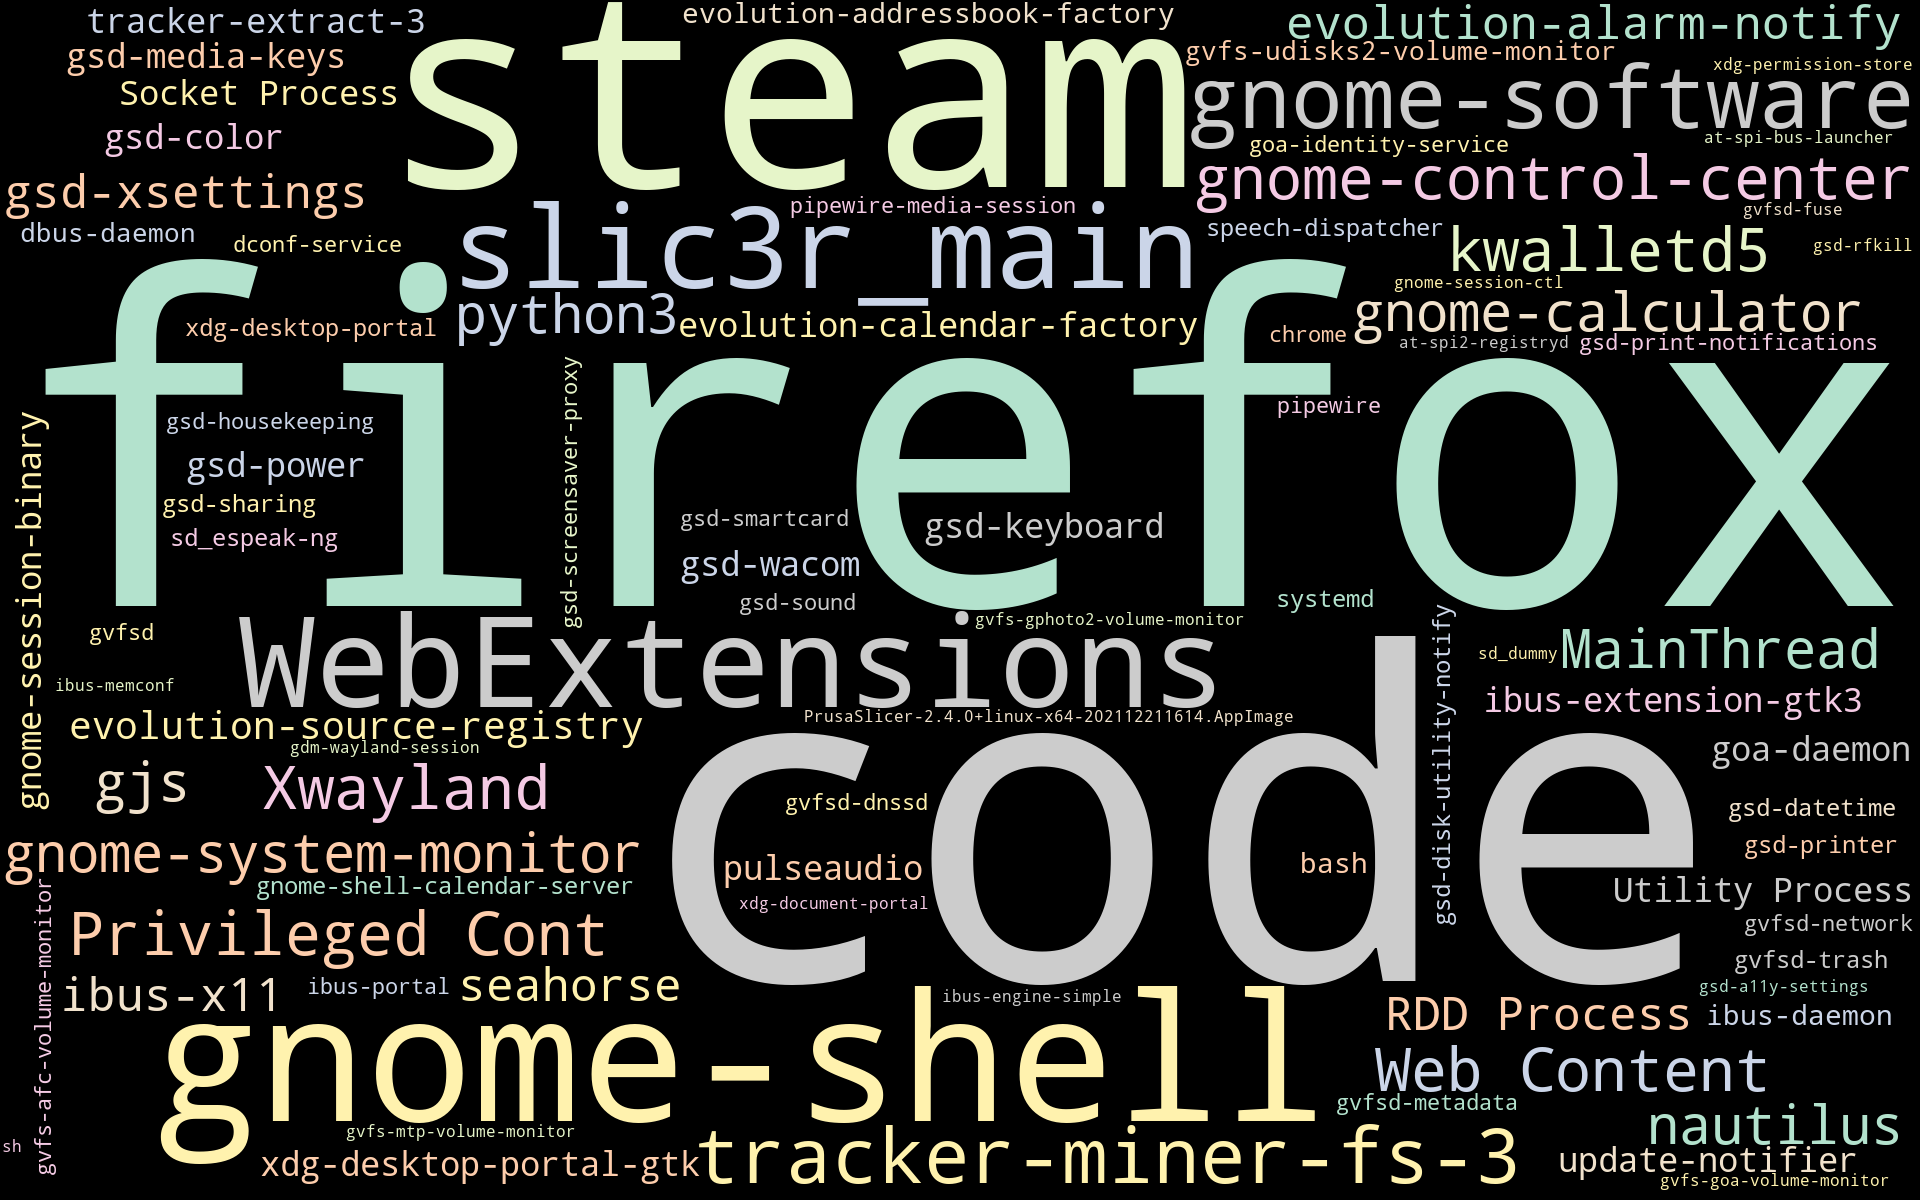 tracker-extract-3
evolution-addressbook-factory
evolution-alarm-notify
steam
gsd-media-keys
gvfs-udisks2-volume-monitor
xdg-permission-store
Socket Process
gnome-software
gsd-color
at-spi-bus-launcher
goa-identity-service
gnome-control-center
gsd-xsettings
pipewire-media-session
gvfsd-fuse
dbus-daemon
dconf-service
slic3r_main
speech-dispatcher
kwalletd5
gsd-rfkill
gnome-session-ctl
python3
gnome-calculator
xdg-desktop-portal
evolution-calendar-factory
chrome
at-spi2-registryd
gsd-print-notifications
firefox
gsd-screensaver-proxy
pipewire
gsd-housekeeping
gsd-power
gsd-sharing
gsd-smartcard
gsd-keyboard
sd_espeak-ng
gsd-wacom
gsd-sound
systemd
gnome-session-binary
gvfsd
gvfs-gphoto2-volume-monitor
WebExtensions
gsd-disk-utility-notify
sd_dummy
MainThread
ibus-memconf
ibus-extension-gtk3
evolution-source-registry
PrusaSlicer-2.4.0+linux-x64-202112211614.AppImage
gdm-wayland-session
goa-daemon
gjs
Xwayland
code
gvfsd-dnssd
gsd-datetime
gnome-system-monitor
gsd-printer
pulseaudio
bash
gnome-shell-calendar-server
Utility Process
xdg-document-portal
gvfsd-network
Privileged Cont
gvfsd-trash
gvfs-afc-volume-monitor
ibus-x11
ibus-portal
seahorse
ibus-engine-simple
gsd-a11y-settings
RDD Process
ibus-daemon
gnome-shell
Web Content
gvfsd-metadata
nautilus
gvfs-mtp-volume-monitor
sh
xdg-desktop-portal-gtk
tracker-miner-fs-3
update-notifier
gvfs-goa-volume-monitor